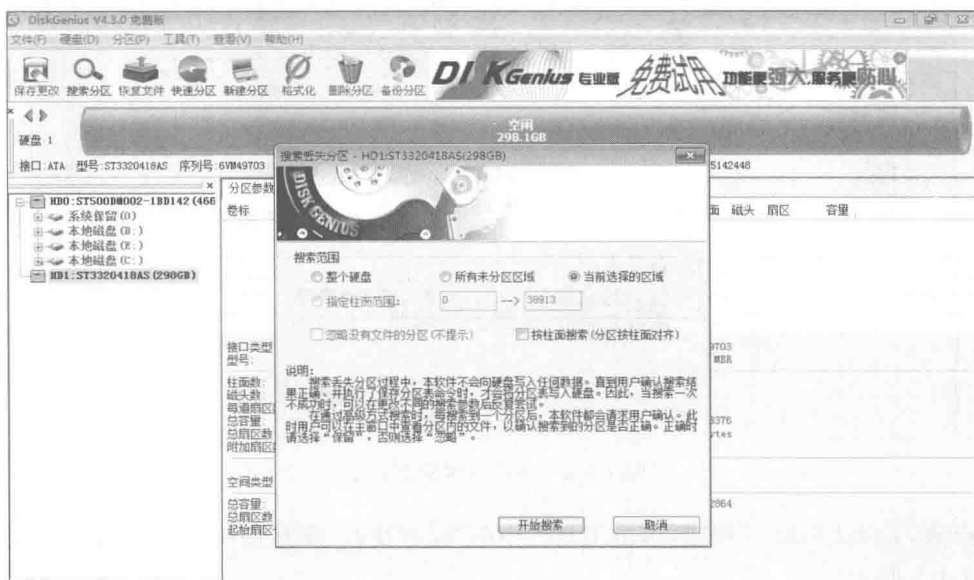 DiskGenius V4.3.0 免费版
文件(F) 硬盘(D) 分区(P) 工具(T) 查看(V) 帮助(H)
保存更改 搜索分区 恢复文件 快速分区 新建分区 格式化 删除分区 备份分区
Genius 专业版 免费试用 功能更强大,服务更贴心
空闲
298.1GB
硬盘 1
接口:ATA 型号:ST3320418AS 序列号:6VM49703
5142448
HD0:ST500DM002-1BD142(466
系统保留(0)
本地磁盘(D:)
本地磁盘(E:)
本地磁盘(C:)
HD1:ST3320418AS(298GB)
分区参数
卷标
面 磁头 扇区 容量
搜索丢失分区 - HD1:ST3320418AS(298GB)
DISK GENIUS
搜索范围
整个硬盘 所有未分区区域 当前选择的区域
指定柱面范围: 0 --> 38913
忽略没有文件的分区(不提示) 按柱面搜索(分区按柱面对齐)
说明:
搜索丢失分区过程中,本软件不会向硬盘写入任何数据。直到用户确认搜索结
果正确、并执行了保存分区表命令时,才会将分区表写入硬盘。因此,当搜索一次
不成功时,可以在更改不同的搜索参数后反复尝试。
在通过高级方式搜索时,每搜索到一个分区后,本软件都会请求用户确认。此
时用户可以在主窗口中查看分区内的文件,以确认搜索到的分区是否正确。正确时
请选择“保留”,否则选择“忽略”。
开始搜索 取消
接口类型
型号:
9703
MBR
柱面数:
磁头数:
每道扇区
总容量:
总扇区数
附加扇区
8376
ytes
空间类型
总容量:
总扇区数
起始扇区
2864